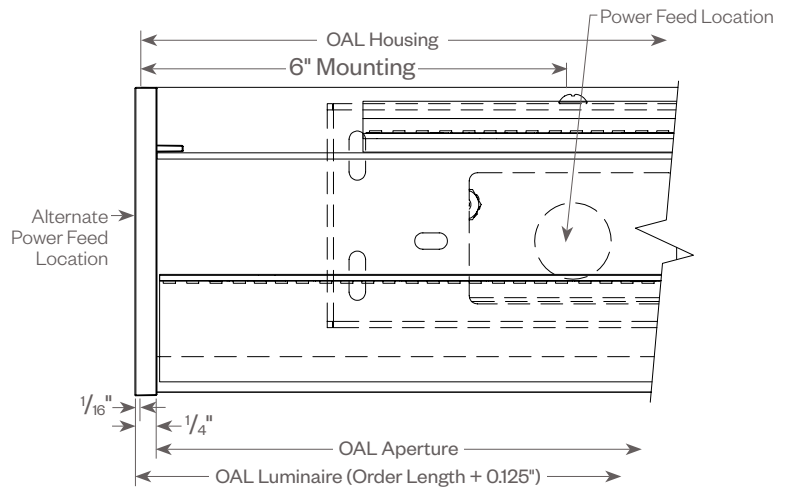 Power Feed Location
OAL Housing
6" Mounting
Alternate
Power Feed
Location
1/16"
1/4"
OAL Aperture
OAL Luminaire (Order Length + 0.125")